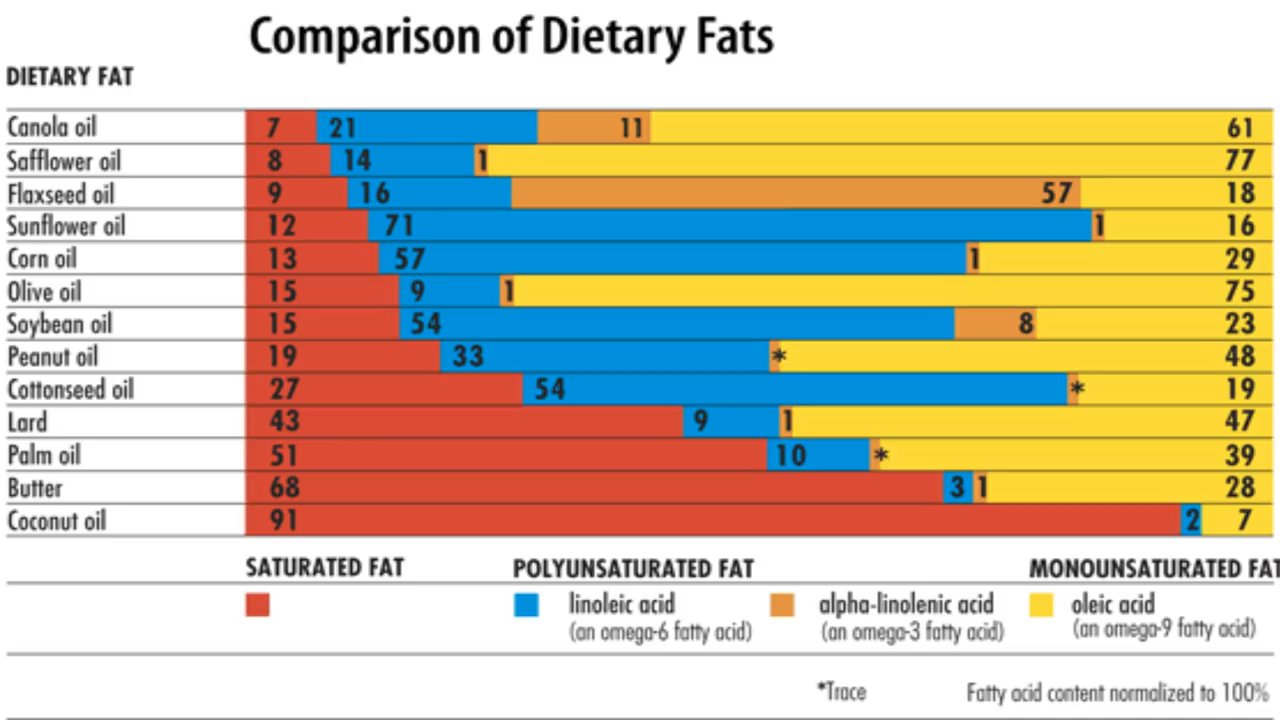 Comparison of Dietary Fats
DIETARY FAT
Canola oil 7 21 11 61
Safflower oil 8 14 1 77
Flaxseed oil 9 16 57 18
Sunflower oil 12 71 1 16
Corn oil 13 57 1 29
Olive oil 15 9 1 75
Soybean oil 15 54 8 23
Peanut oil 19 33 * 48
Cottonseed oil 27 54 * 19
Lard 43 9 1 47
Palm oil 51 10 * 39
Butter 68 3 1 28
Coconut oil 91 2 7
SATURATED FAT POLYUNSATURATED FAT MONOUNSATURATED FAT
linoleic acid alpha-linolenic acid oleic acid
(an omega-6 fatty acid) (an omega-3 fatty acid) (an omega-9 fatty acid)
*Trace Fatty acid content normalized to 100%